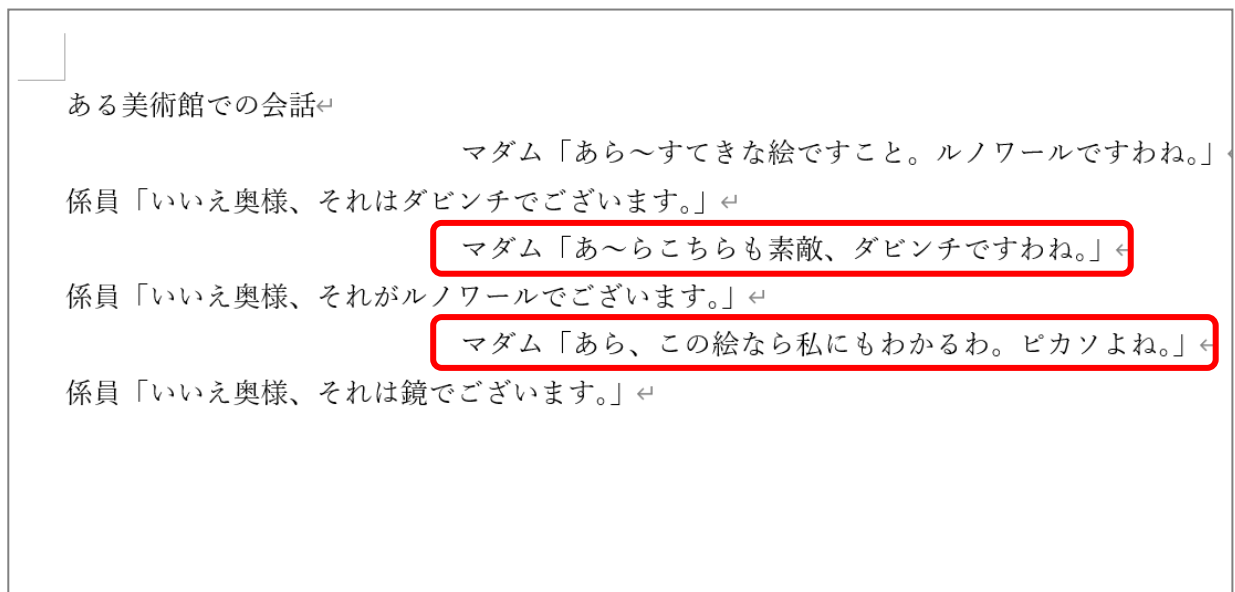 ある美術館での会話
マダム「あら～すてきな絵ですこと。ルノワールですわね。」
係員「いいえ奥様、それはダビンチでございます。」
マダム「あ～らこちらも素敵、ダビンチですわね。」
係員「いいえ奥様、それがルノワールでございます。」
マダム「あら、この絵なら私にもわかるわ。ピカソよね。」
係員「いいえ奥様、それは鏡でございます。」